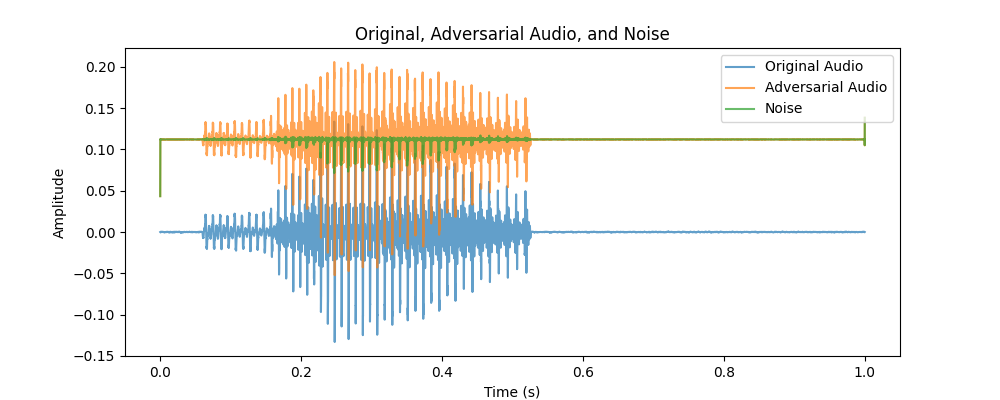 Original, Adversarial Audio, and Noise
Original Audio
Adversarial Audio
Noise
Amplitude
0.20
0.15
0.10
0.05
0.00
−0.05
−0.10
−0.15
0.0 0.2 0.4 0.6 0.8 1.0
Time (s)